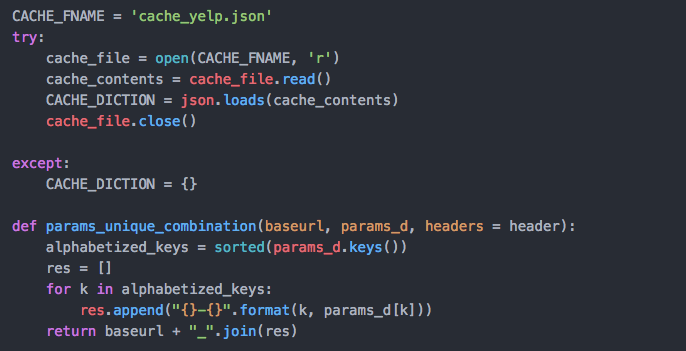 CACHE_FNAME = 'cache_yelp.json'
try:
    cache_file = open(CACHE_FNAME, 'r')
    cache_contents = cache_file.read()
    CACHE_DICTION = json.loads(cache_contents)
    cache_file.close()

except:
    CACHE_DICTION = {}

def params_unique_combination(baseurl, params_d, headers = header):
    alphabetized_keys = sorted(params_d.keys())
    res = []
    for k in alphabetized_keys:
        res.append("{}-{}".format(k, params_d[k]))
    return baseurl + "_".join(res)